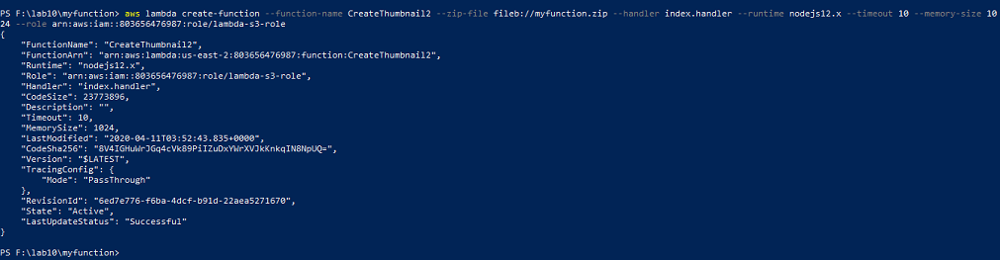 PS F:\lab10\myfunction> aws lambda create-function --function-name CreateThumbnail2 --zip-file fileb://myfunction.zip --handler index.handler --runtime nodejs12.x --timeout 10 --memory-size 10
24 --role arn:aws:iam::803656476987:role/lambda-s3-role
{
    "FunctionName": "CreateThumbnail2",
    "FunctionArn": "arn:aws:lambda:us-east-2:803656476987:function:CreateThumbnail2",
    "Runtime": "nodejs12.x",
    "Role": "arn:aws:iam::803656476987:role/lambda-s3-role",
    "Handler": "index.handler",
    "CodeSize": 23773896,
    "Description": "",
    "Timeout": 10,
    "MemorySize": 1024,
    "LastModified": "2020-04-11T03:52:43.835+0000",
    "CodeSha256": "8V4IGHuWrJGq4cVk89PiIZuDxYWrXVJkKnkqIN8NpUQ=",
    "Version": "$LATEST",
    "TracingConfig": {
        "Mode": "PassThrough"
    },
    "RevisionId": "6ed7e776-f6ba-4dcf-b91d-22aea5271670",
    "State": "Active",
    "LastUpdateStatus": "Successful"
}
PS F:\lab10\myfunction>